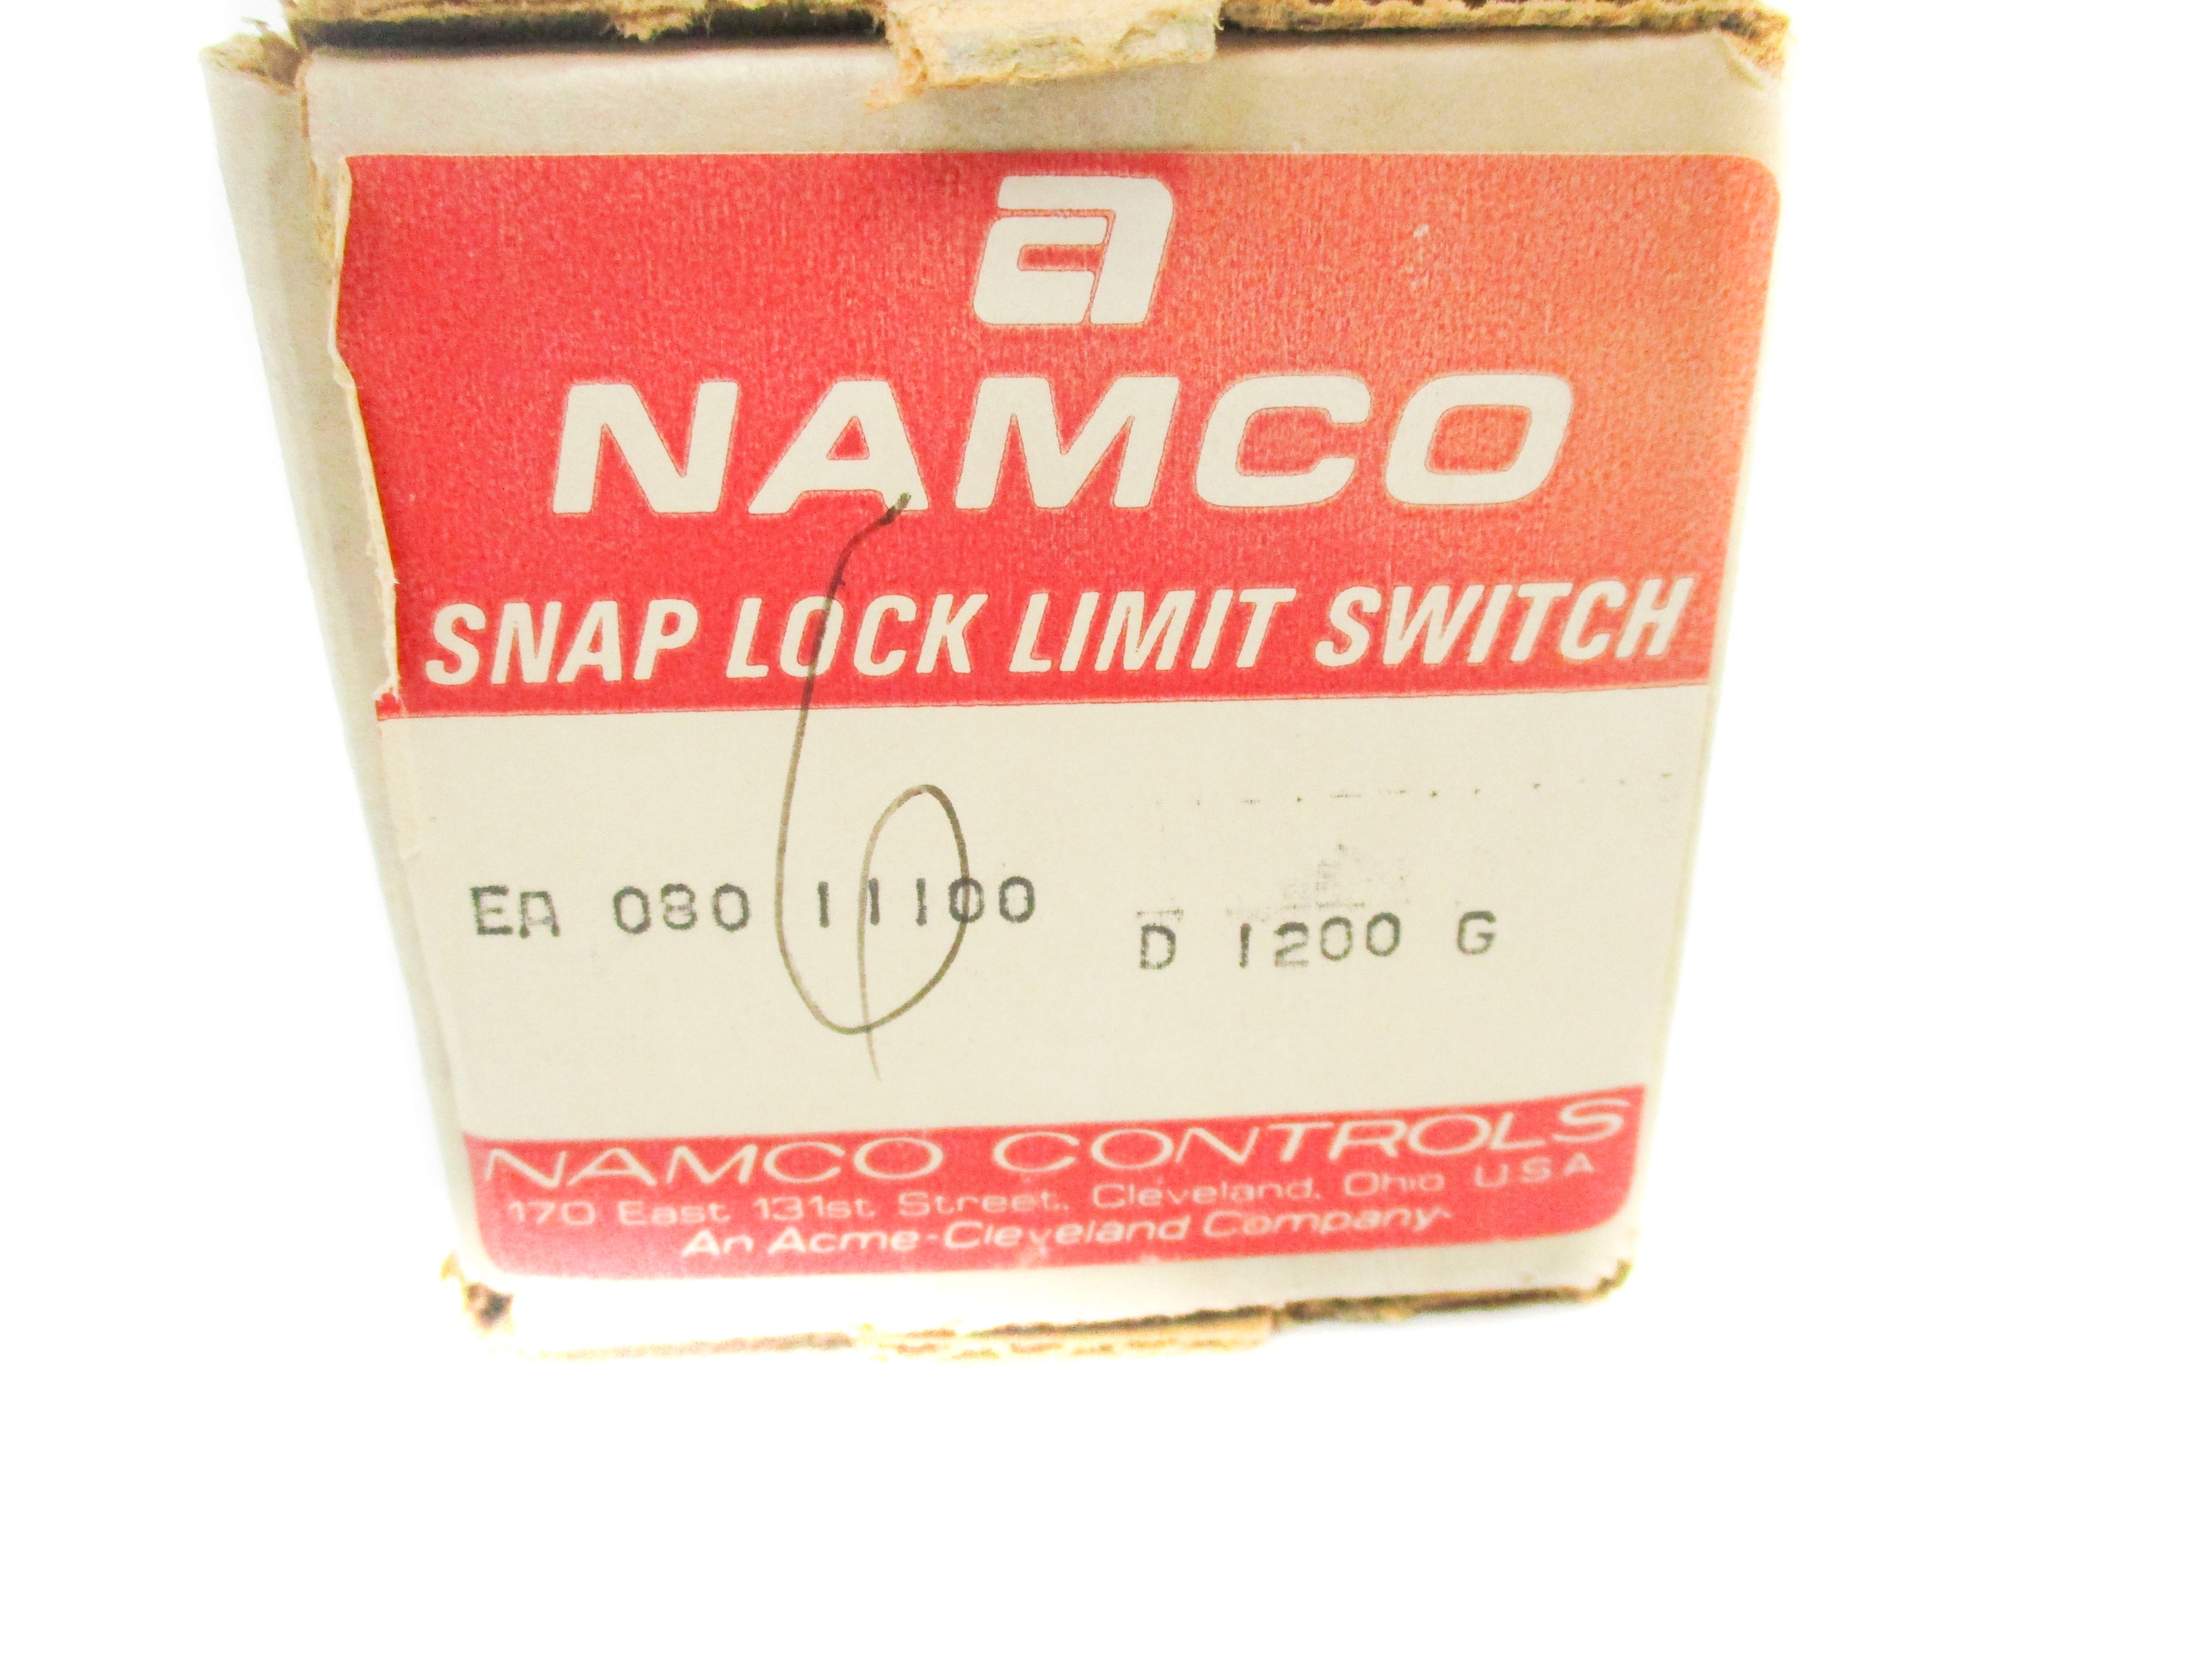 a
NAMCO
SNAP LOCK LIMIT SWITCH
6
EA 080 11100 D 1200 G
NAMCO CONTROLS
170 East 131st Street, Cleveland, Ohio U.S.A
An Acme-Cleveland Company